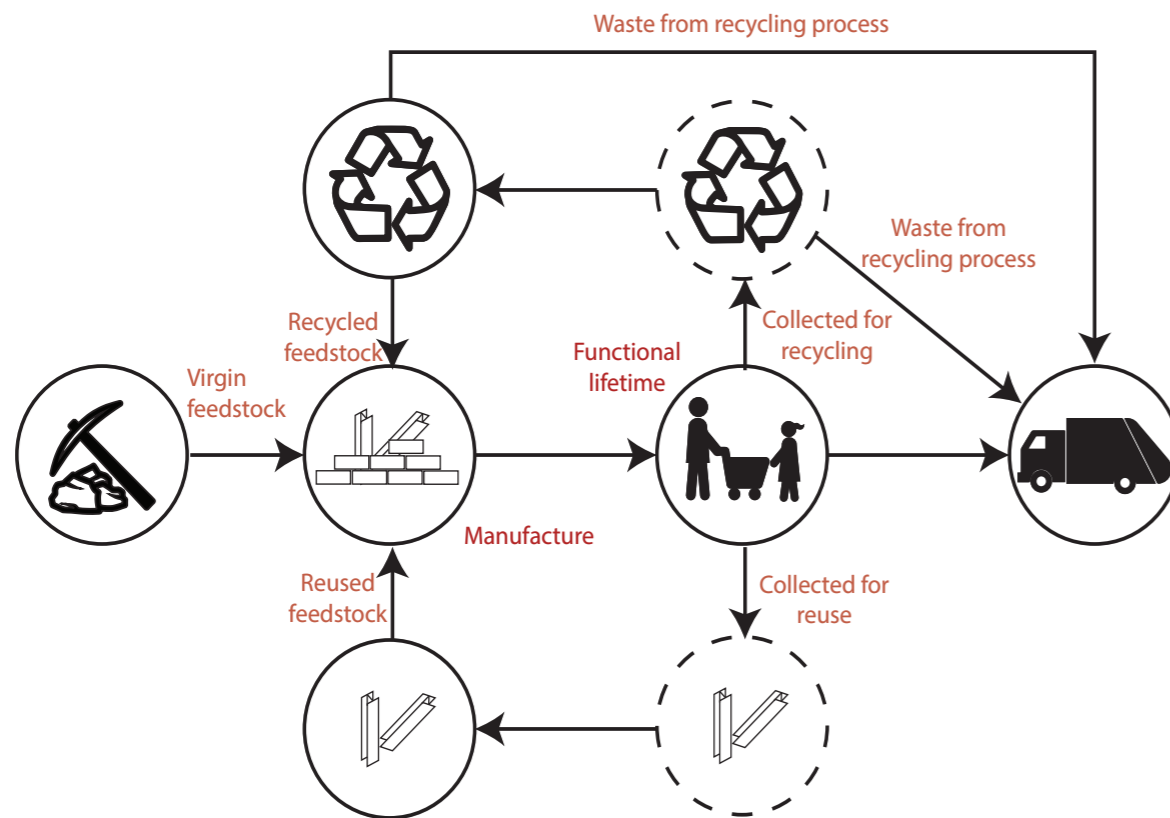 Waste from recycling process
Waste from
recycling process
Recycled
feedstock
Collected for
recycling
Functional
lifetime
Virgin
feedstock
Manufacture
Reused
feedstock
Collected for
reuse